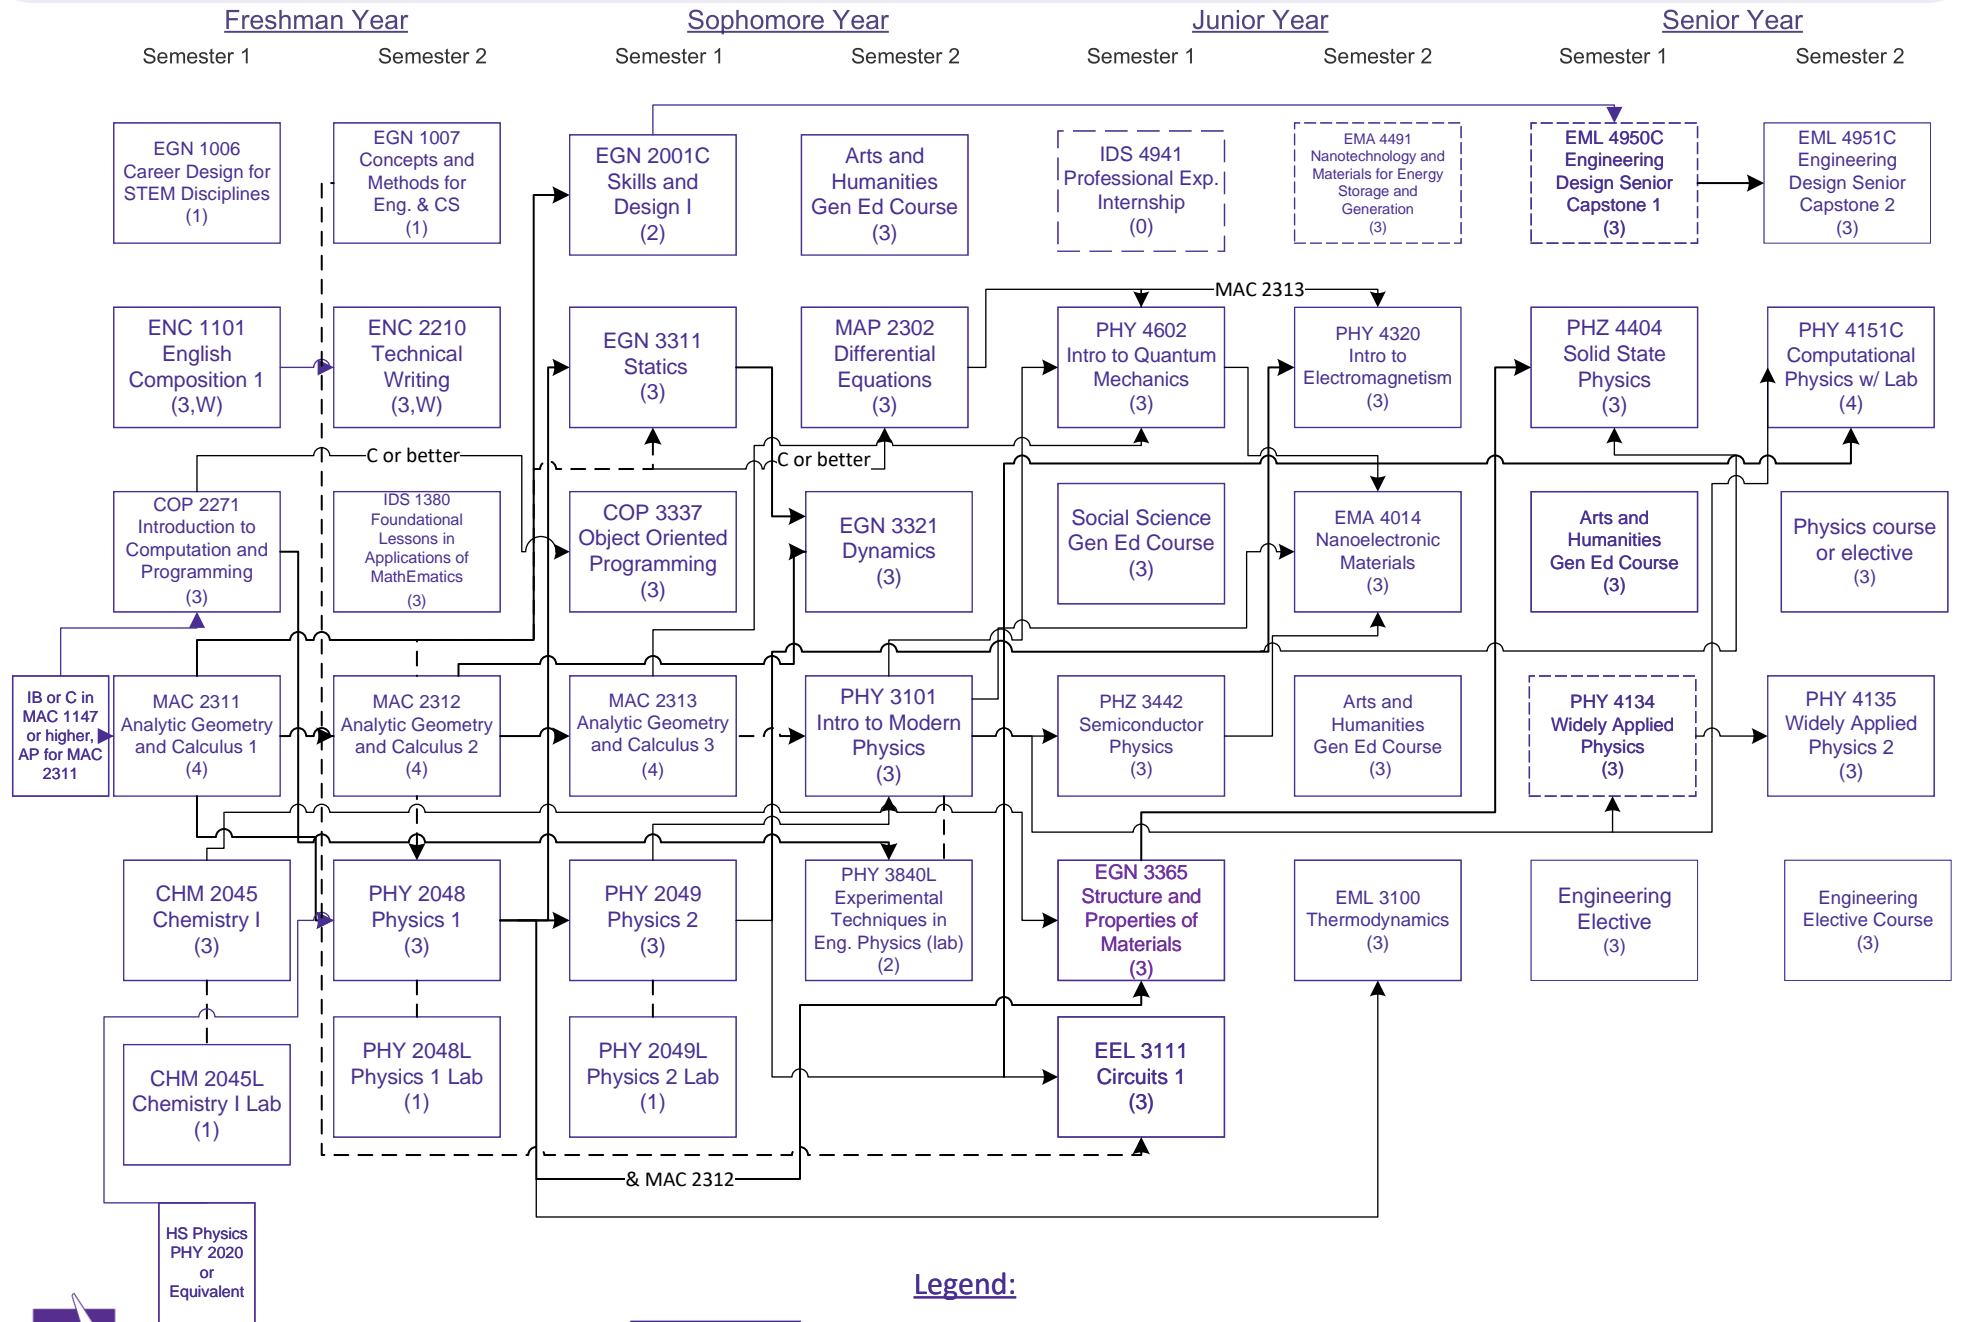 Freshman Year
Sophomore Year
Junior Year
Senior Year
Semester 1
Semester 2
Semester 1
Semester 2
Semester 1
Semester 2
Semester 1
Semester 2
EGN 1006
Career Design for
STEM Disciplines
(1)
EGN 1007
Concepts and
Methods for
Eng. & CS
(1)
EGN 2001C
Skills and
Design I
(2)
Arts and
Humanities
Gen Ed Course
(3)
IDS 4941
Professional Exp.
Internship
(0)
EMA 4491
Nanotechnology and
Materials for Energy
Storage and
Generation
(3)
EML 4950C
Engineering
Design Senior
Capstone 1
(3)
EML 4951C
Engineering
Design Senior
Capstone 2
(3)
MAC 2313
ENC 1101
English
Composition 1
(3,W)
ENC 2210
Technical
Writing
(3,W)
EGN 3311
Statics
(3)
MAP 2302
Differential
Equations
(3)
PHY 4602
Intro to Quantum
Mechanics
(3)
PHY 4320
Intro to
Electromagnetism
(3)
PHZ 4404
Solid State
Physics
(3)
PHY 4151C
Computational
Physics w/ Lab
(4)
C or better
C or better
COP 2271
Introduction to
Computation and
Programming
(3)
IDS 1380
Foundational
Lessons in
Applications of
MathEmatics
(3)
COP 3337
Object Oriented
Programming
(3)
EGN 3321
Dynamics
(3)
Social Science
Gen Ed Course
(3)
EMA 4014
Nanoelectronic
Materials
(3)
Arts and
Humanities
Gen Ed Course
(3)
Physics course
or elective
(3)
IB or C in
MAC 1147
or higher,
AP for MAC
2311
MAC 2311
Analytic Geometry
and Calculus 1
(4)
MAC 2312
Analytic Geometry
and Calculus 2
(4)
MAC 2313
Analytic Geometry
and Calculus 3
(4)
PHY 3101
Intro to Modern
Physics
(3)
PHZ 3442
Semiconductor
Physics
(3)
Arts and
Humanities
Gen Ed Course
(3)
PHY 4134
Widely Applied
Physics
(3)
PHY 4135
Widely Applied
Physics 2
(3)
CHM 2045
Chemistry I
(3)
PHY 2048
Physics 1
(3)
PHY 2049
Physics 2
(3)
PHY 3840L
Experimental
Techniques in
Eng. Physics (lab)
(2)
EGN 3365
Structure and
Properties of
Materials
(3)
EML 3100
Thermodynamics
(3)
Engineering
Elective
(3)
Engineering
Elective Course
(3)
CHM 2045L
Chemistry I Lab
(1)
PHY 2048L
Physics 1 Lab
(1)
PHY 2049L
Physics 2 Lab
(1)
EEL 3111
Circuits 1
(3)
& MAC 2312
HS Physics
PHY 2020
or
Equivalent
Legend: